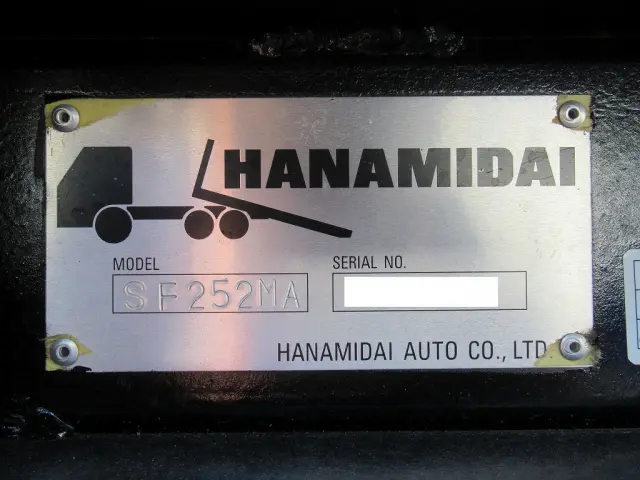 HANAMIDAI
MODEL
SF252MA
SERIAL NO.
HANAMIDAI AUTO CO., LTD